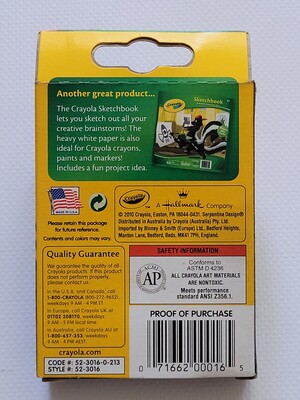 Another great product...
The Crayola Sketchbook
lets you sketch out all your
creative brainstorms! The
heavy white paper is also
ideal for Crayola crayons,
paints and markers!
Includes a fun project idea.
Crayola
Sketchbook
MADE IN U.S.A.
Please retain this package
for future reference.
Contents and colors may vary.
Crayola
A Hallmark Company
© 2010 Crayola, Easton, PA 18044-0431. Serpentine Design®
Distributed in Australia by Crayola (Australia) Pty. Ltd.
Imported by Binney & Smith (Europe) Ltd., Bedford Heights,
Manton Lane, Bedford, Beds, MK41 7PH, England.
Quality Guarantee
We guarantee the quality of all
Crayola products. If this product
does not perform properly,
please contact us.
In the U.S. and Canada, call
1-800-CRAYOLA (800-272-9652),
weekdays 9 AM - 4 PM ET
In Europe, call Crayola UK at
01702 208170, weekdays
9 AM - 5 PM local time
In Australia, call Crayola AU at
1-800-657-353, weekdays
9 AM - 4 PM AET.
crayola.com
CODE #: 52-3016-0-213
STYLE #: 52-3016
SAFETY INFORMATION
ACMI
AP
Conforms to
ASTM D 4236
ALL CRAYOLA ART MATERIALS
ARE NONTOXIC.
Meets performance
standard ANSI Z356.1.
PROOF OF PURCHASE
0 71662 00016 5